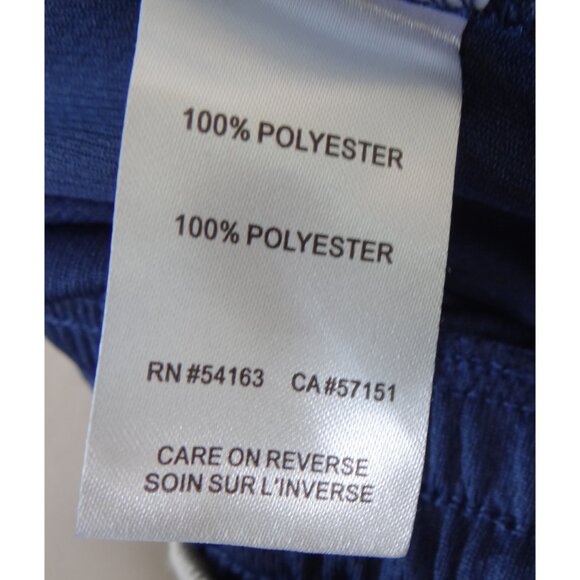 100% POLYESTER
100% POLYESTER
RN #54163 CA#57151
CARE ON REVERSE
SOIN SUR L'INVERSE